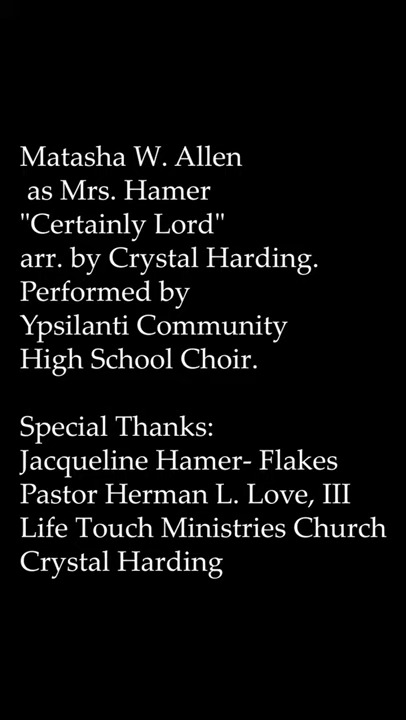 Matasha W. Allen
as Mrs. Hamer
"Certainly Lord"
arr. by Crystal Harding.
Performed by
Ypsilanti Community
High School Choir.
Special Thanks:
Jacqueline Hamer- Flakes
Pastor Herman L. Love, III
Life Touch Ministries Church
Crystal Harding